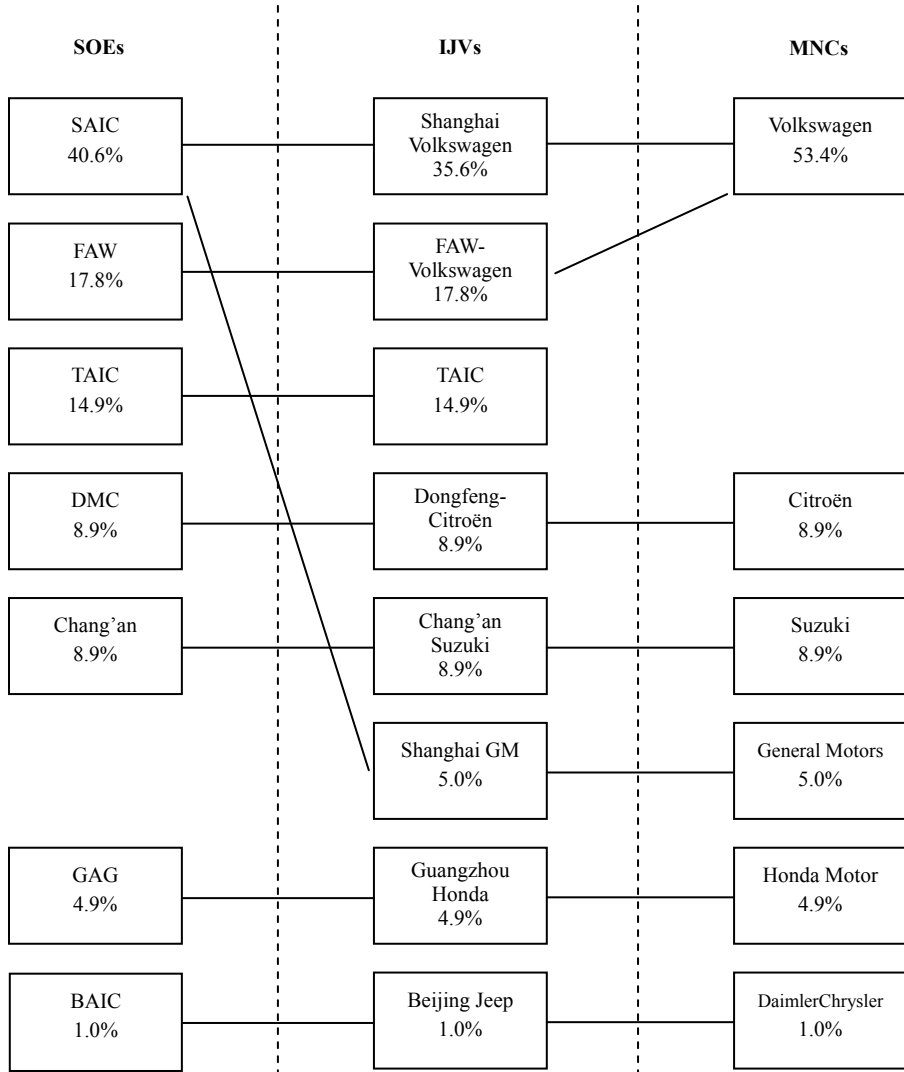 SOEs
IJVs
MNCs
SAIC
40.6%
Shanghai
Volkswagen
35.6%
Volkswagen
53.4%
FAW
17.8%
FAW-
Volkswagen
17.8%
TAIC
14.9%
TAIC
14.9%
DMC
8.9%
Dongfeng-
Citroën
8.9%
Citroën
8.9%
Chang’an
8.9%
Chang’an
Suzuki
8.9%
Suzuki
8.9%
Shanghai GM
5.0%
General Motors
5.0%
GAG
4.9%
Guangzhou
Honda
4.9%
Honda Motor
4.9%
BAIC
1.0%
Beijing Jeep
1.0%
DaimlerChrysler
1.0%